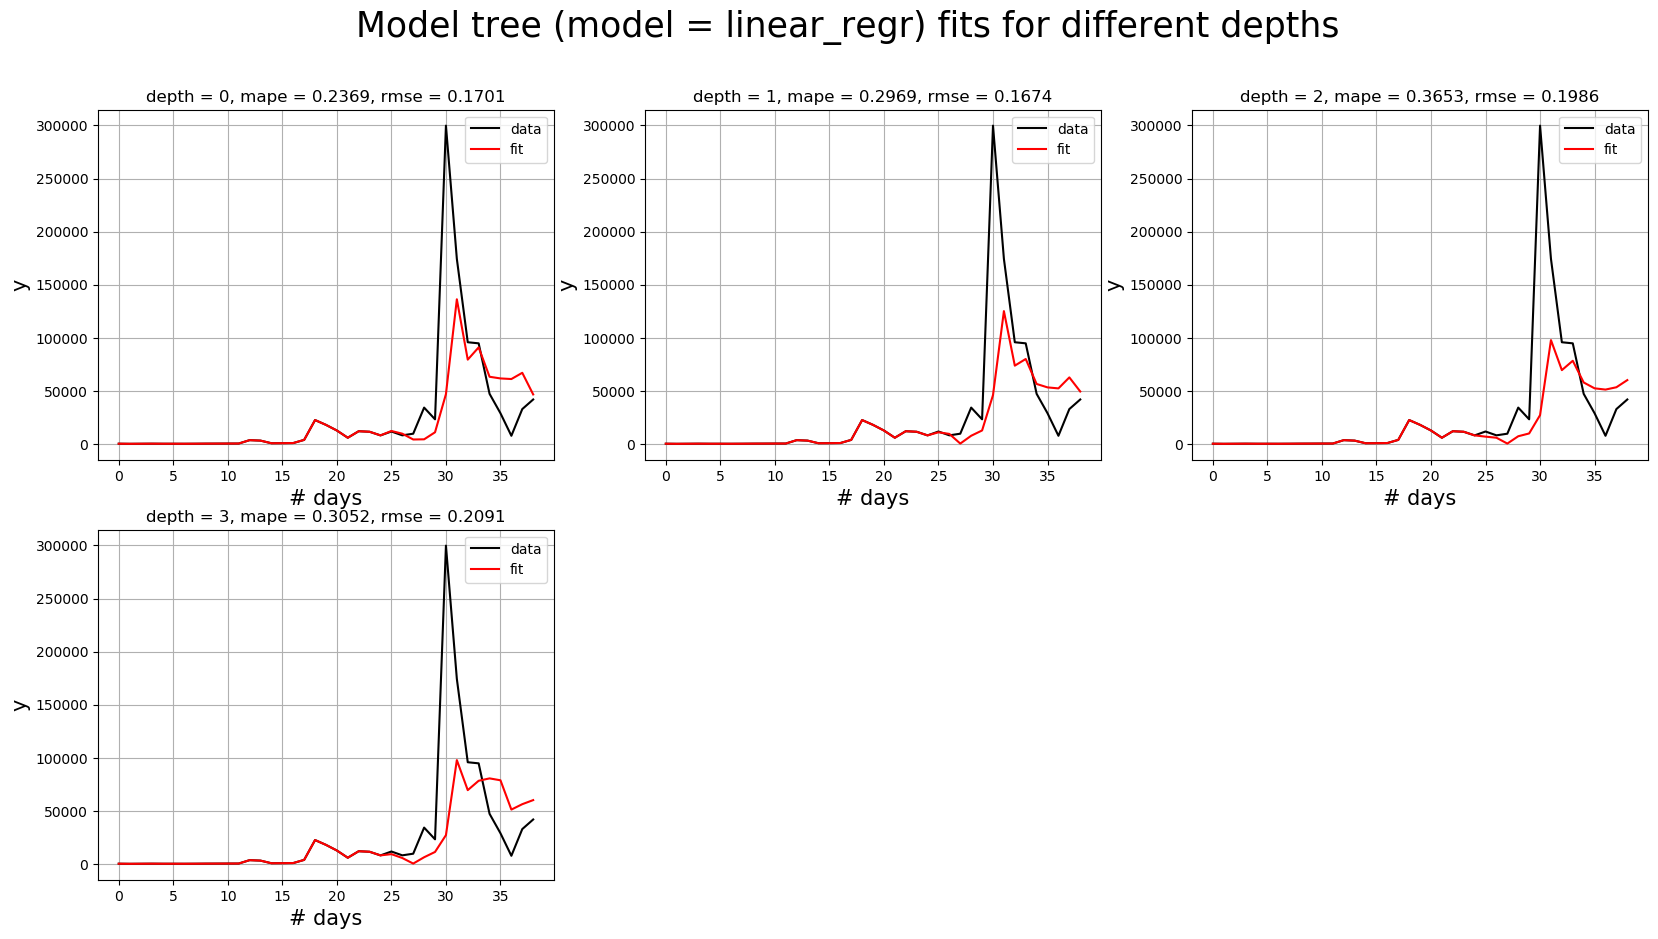 Model tree (model = linear_regr) fits for different depths
depth = 0, mape = 0.2369, rmse = 0.1701
300000
250000
200000
150000
100000
50000
0
y
data
fit
0 5 10 15 20 25 30 35
# days
depth = 1, mape = 0.2969, rmse = 0.1674
300000
250000
200000
150000
100000
50000
0
y
data
fit
0 5 10 15 20 25 30 35
# days
depth = 2, mape = 0.3653, rmse = 0.1986
300000
250000
200000
150000
100000
50000
0
y
data
fit
0 5 10 15 20 25 30 35
# days
depth = 3, mape = 0.3052, rmse = 0.2091
300000
250000
200000
150000
100000
50000
0
y
data
fit
0 5 10 15 20 25 30 35
# days